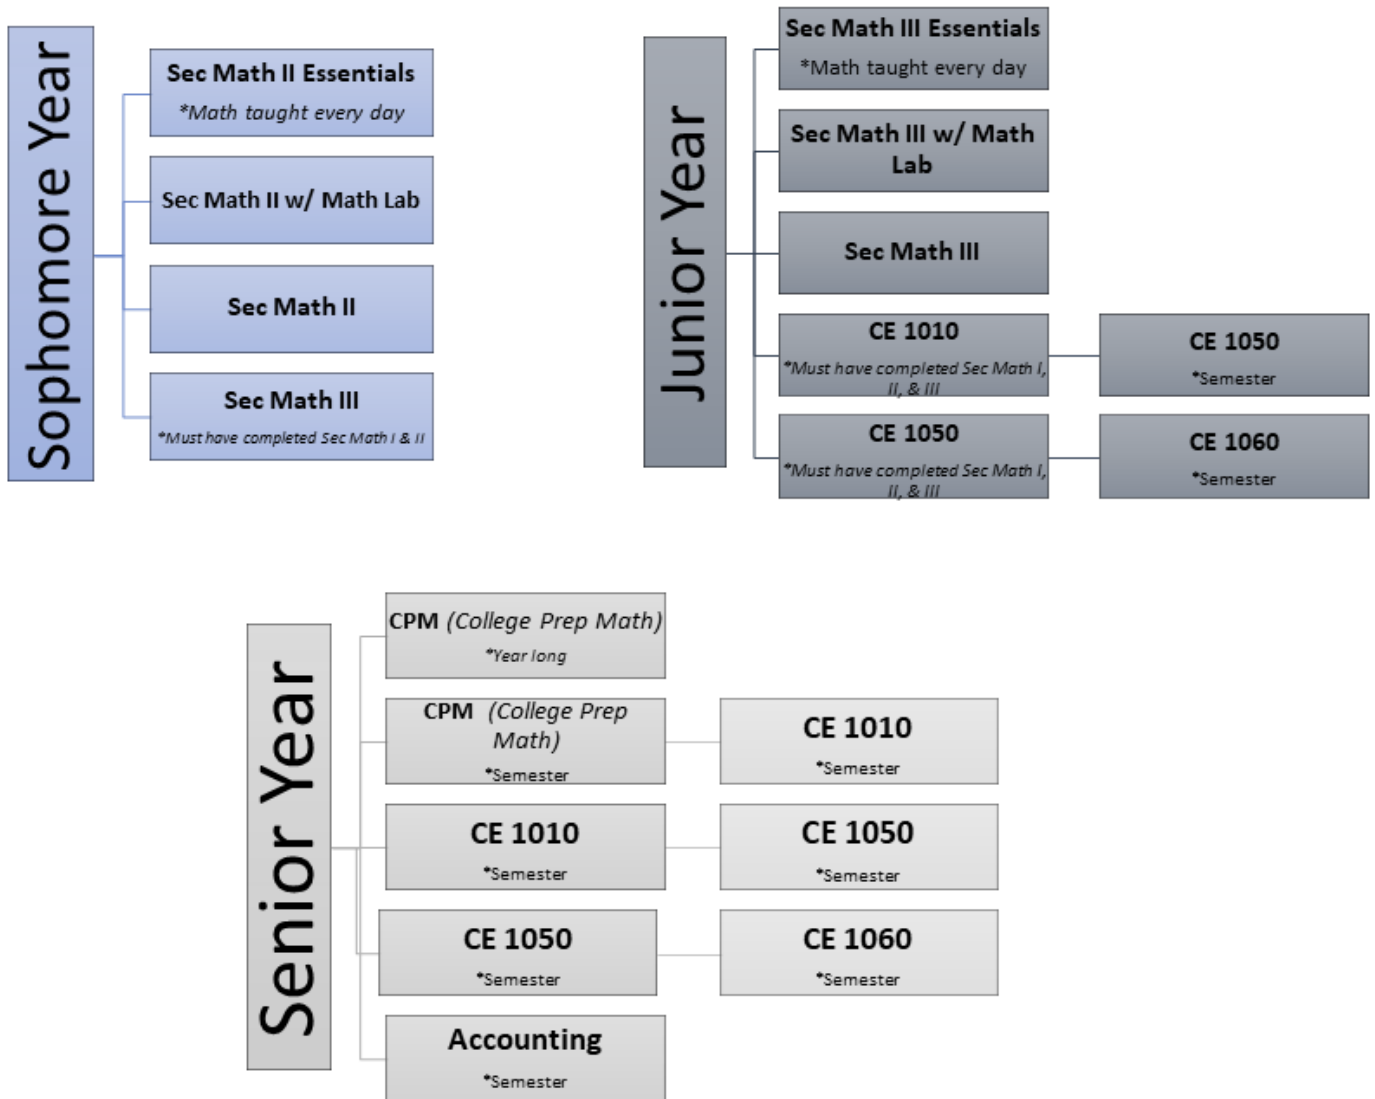 Sophomore Year
Sec Math II Essentials
*Math taught every day
Sec Math II w/ Math Lab
Sec Math II
Sec Math III
*Must have completed Sec Math I & II
Junior Year
Sec Math III Essentials
*Math taught every day
Sec Math III w/ Math
Lab
Sec Math III
CE 1010
*Must have completed Sec Math I,
II, & III
CE 1050
*Semester
CE 1050
*Must have completed Sec Math I,
II, & III
CE 1060
*Semester
Senior Year
CPM (College Prep Math)
*Year long
CPM (College Prep
Math)
*Semester
CE 1010
*Semester
CE 1010
*Semester
CE 1050
*Semester
CE 1050
*Semester
CE 1060
*Semester
Accounting
*Semester